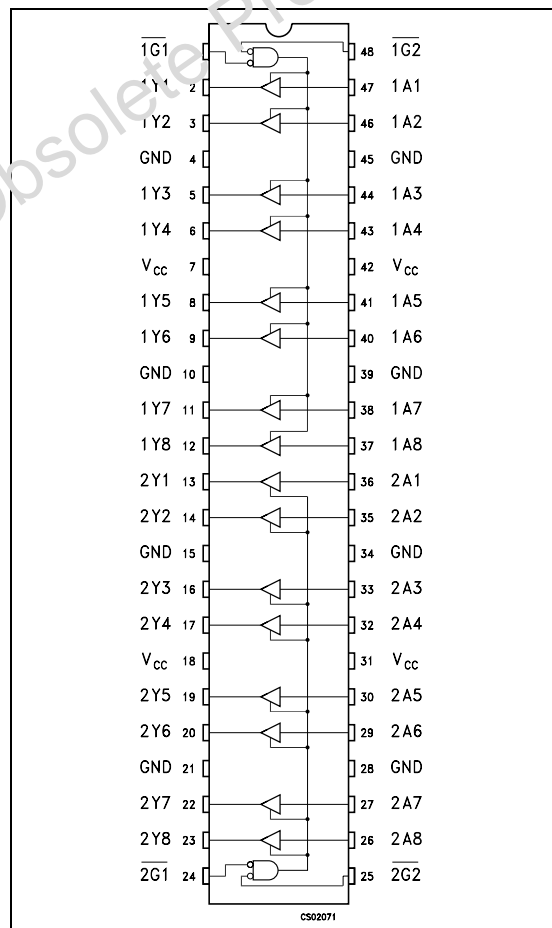 Obsolete Pro
1G1 48 1G2
1Y1 2 47 1A1
1Y2 3 46 1A2
GND 4 45 GND
1Y3 5 44 1A3
1Y4 6 43 1A4
VCC 7 42 VCC
1Y5 8 41 1A5
1Y6 9 40 1A6
GND 10 39 GND
1Y7 11 38 1A7
1Y8 12 37 1A8
2Y1 13 36 2A1
2Y2 14 35 2A2
GND 15 34 GND
2Y3 16 33 2A3
2Y4 17 32 2A4
VCC 18 31 VCC
2Y5 19 30 2A5
2Y6 20 29 2A6
GND 21 28 GND
2Y7 22 27 2A7
2Y8 23 26 2A8
2G1 24 25 2G2
CS02071